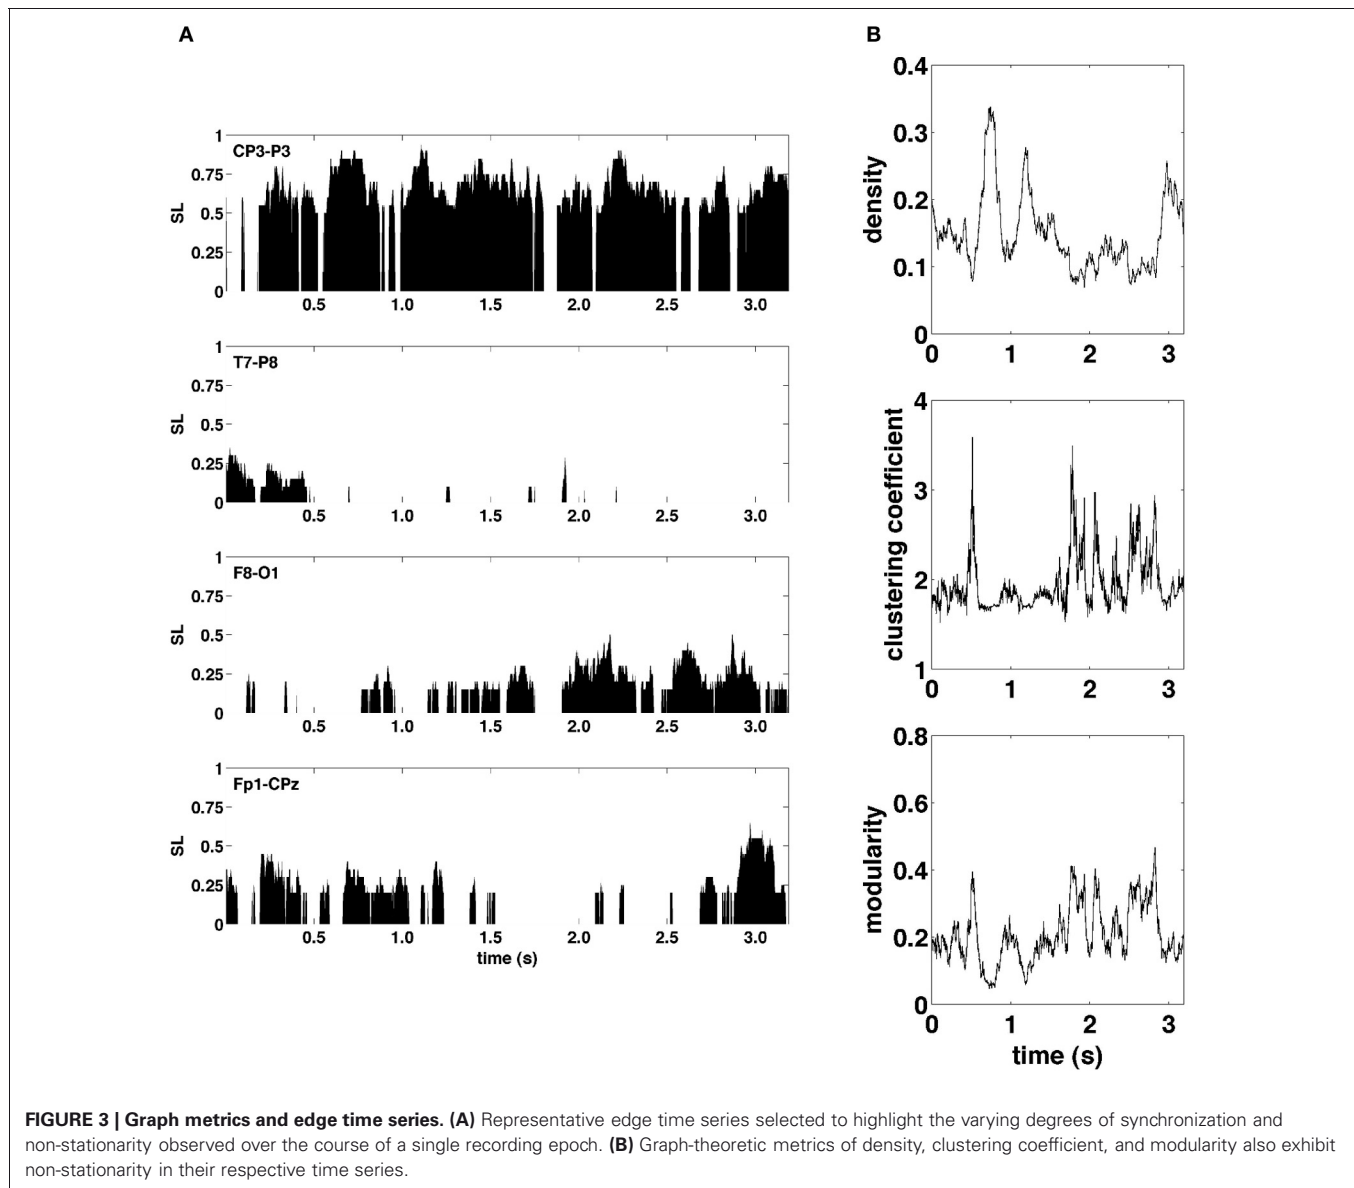 A
CP3-P3
SL
1
0.75
0.5
0.25
0
0.5 1.0 1.5 2.0 2.5 3.0
T7-P8
SL
1
0.75
0.5
0.25
0
0.5 1.0 1.5 2.0 2.5 3.0
F8-O1
SL
1
0.75
0.5
0.25
0
0.5 1.0 1.5 2.0 2.5 3.0
Fp1-CPz
SL
1
0.75
0.5
0.25
0
0.5 1.0 1.5 2.0 2.5 3.0
time (s)
B
density
0.4
0.3
0.2
0.1
0
0 1 2 3
clustering coefficient
4
3
2
1
0 1 2 3
modularity
0.8
0.6
0.4
0.2
0
0 1 2 3
time (s)
FIGURE 3 | Graph metrics and edge time series. (A) Representative edge time series selected to highlight the varying degrees of synchronization and
non-stationarity observed over the course of a single recording epoch. (B) Graph-theoretic metrics of density, clustering coefficient, and modularity also exhibit
non-stationarity in their respective time series.